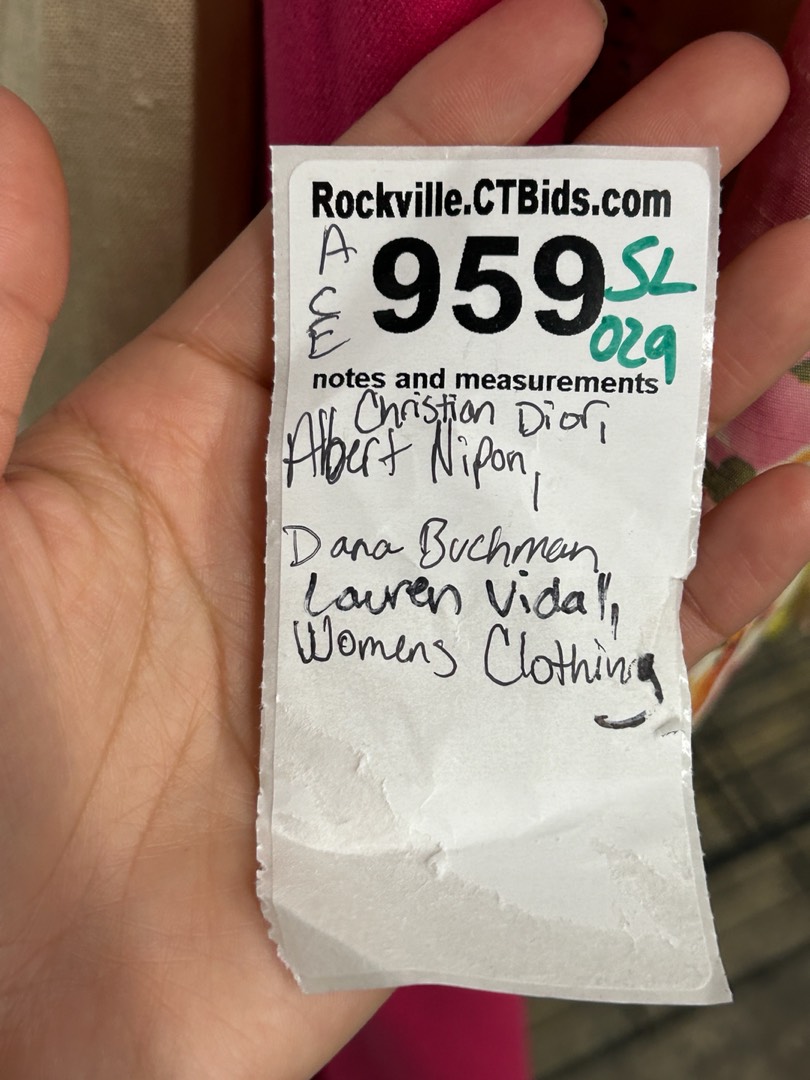 Rockville.CTBids.com
A
C
E
959
SL
029
notes and measurements
Christian Dior,
Albert Nipon,
Dana Buchman
Lauren Vidal,
Womens Clothing